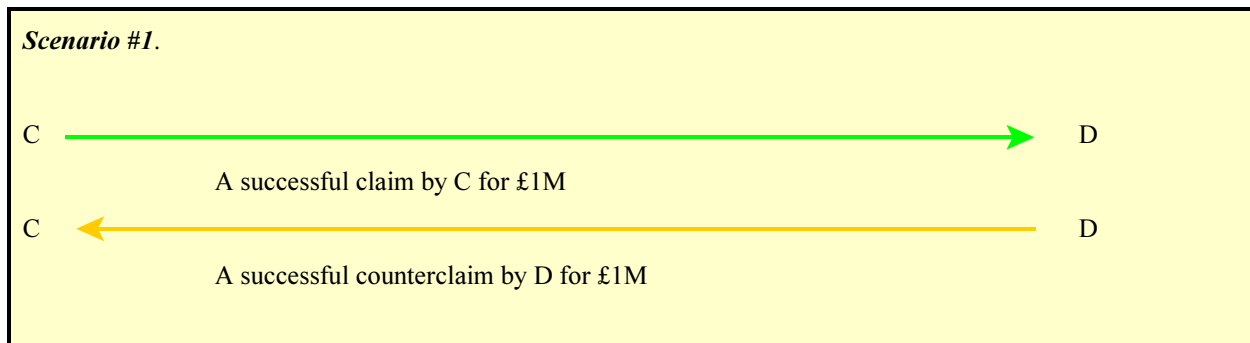 Scenario #1.
C D
A successful claim by C for £1M
C D
A successful counterclaim by D for £1M